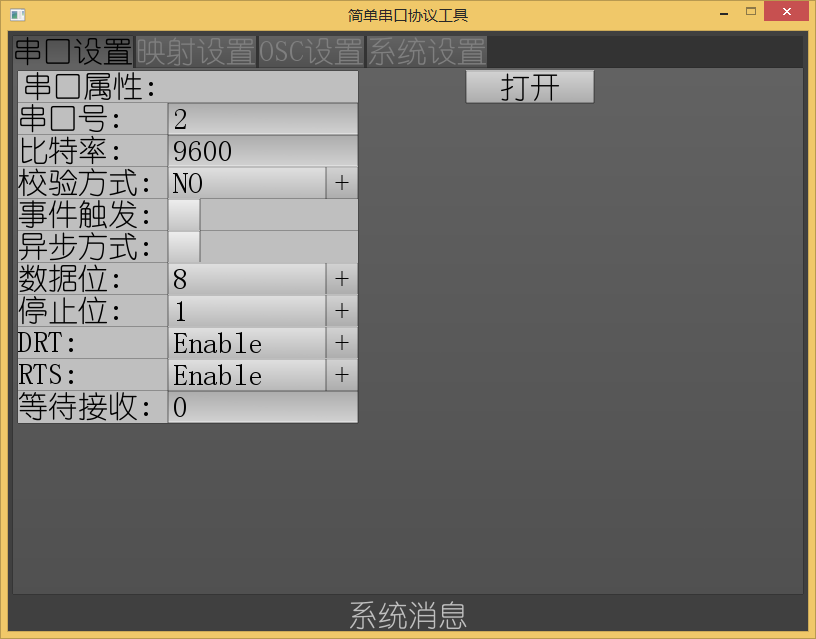 简单串口协议工具
串口设置 映射设置 OSC设置 系统设置
串口属性: 打开
串口号: 2
比特率: 9600
校验方式: NO +
事件触发:
异步方式:
数据位: 8 +
停止位: 1 +
DRT: Enable +
RTS: Enable +
等待接收: 0
系统消息